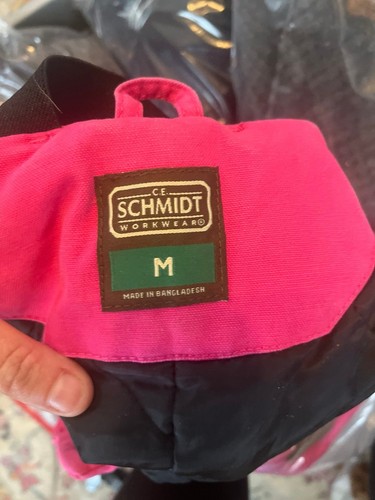 C.E.
SCHMIDT
WORKWEAR®
M
MADE IN BANGLADESH